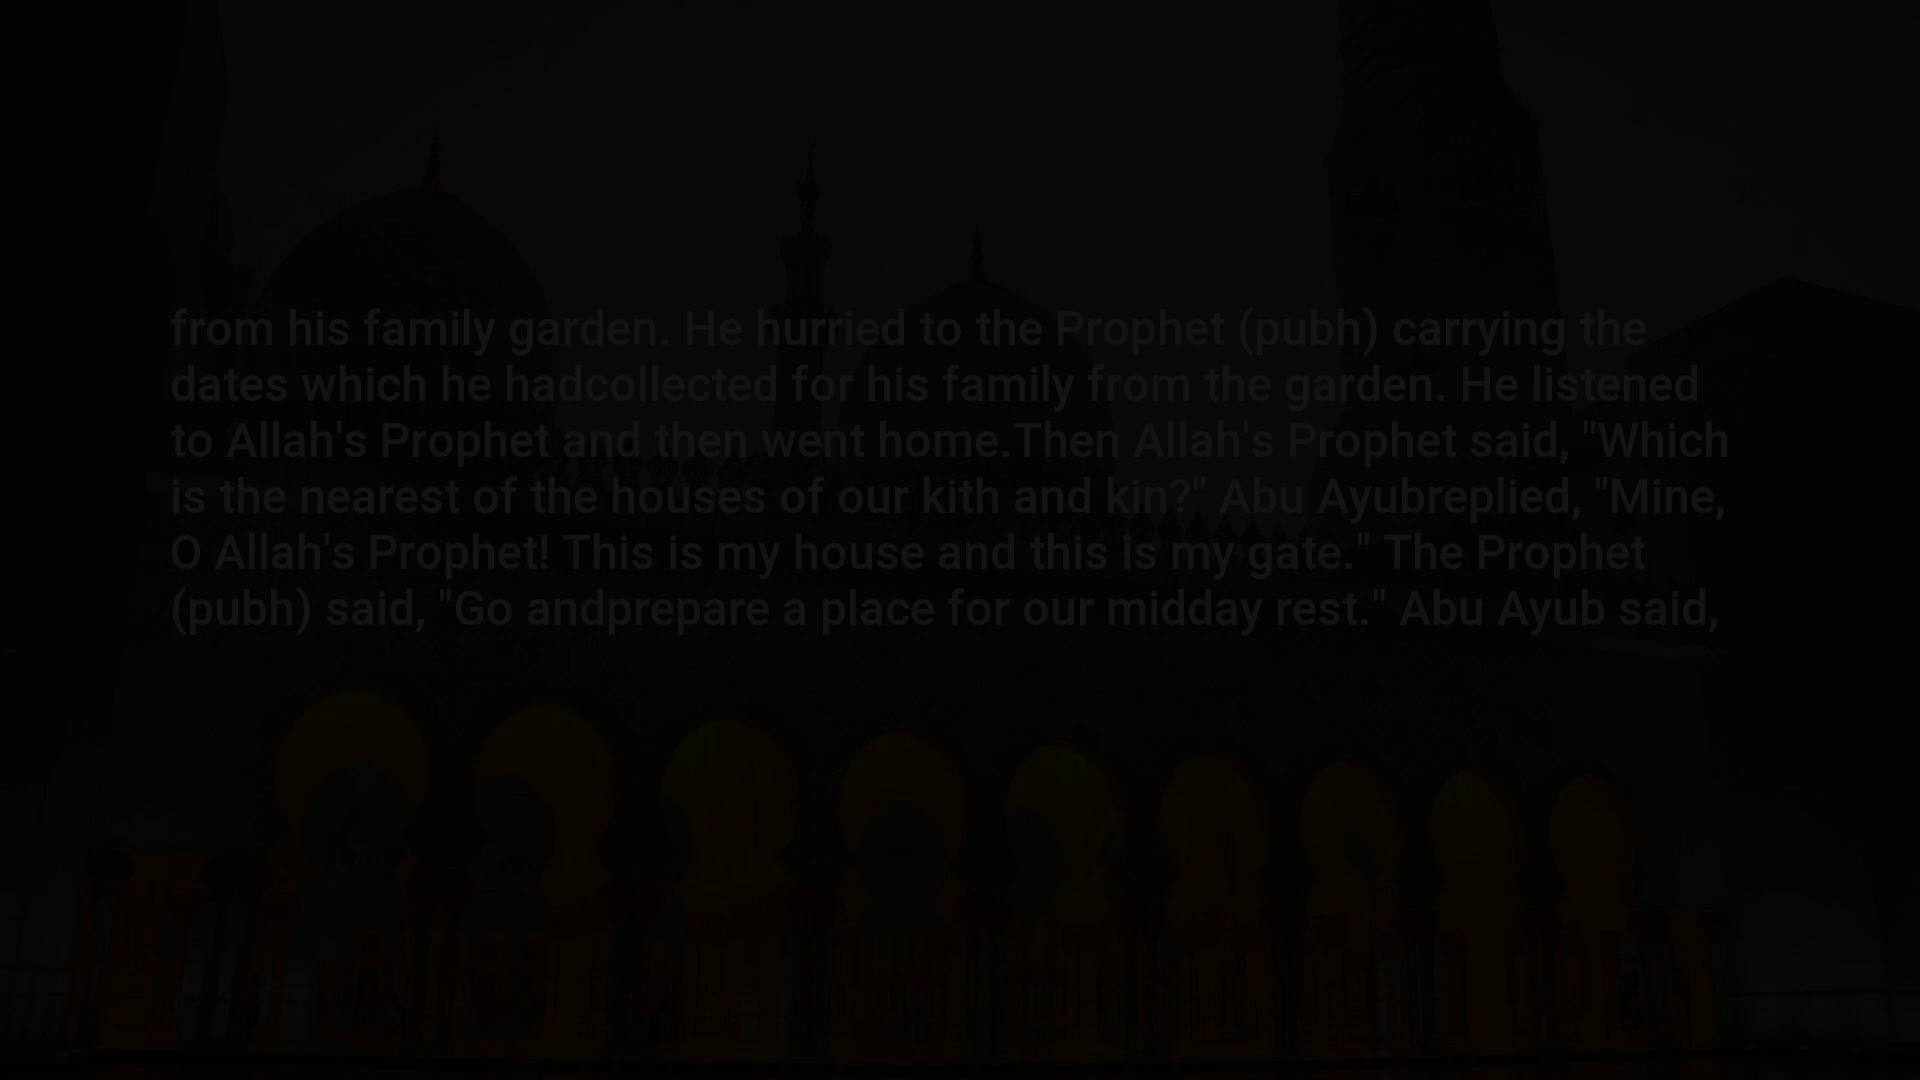 from his family garden. He hurried to the Prophet (pubh) carrying the
dates which he hadcollected for his family from the garden. He listened
to Allah's Prophet and then went home.Then Allah's Prophet said, "Which
is the nearest of the houses of our kith and kin?" Abu Ayubreplied, "Mine,
O Allah's Prophet! This is my house and this is my gate." The Prophet
(pubh) said, "Go andprepare a place for our midday rest." Abu Ayub said,